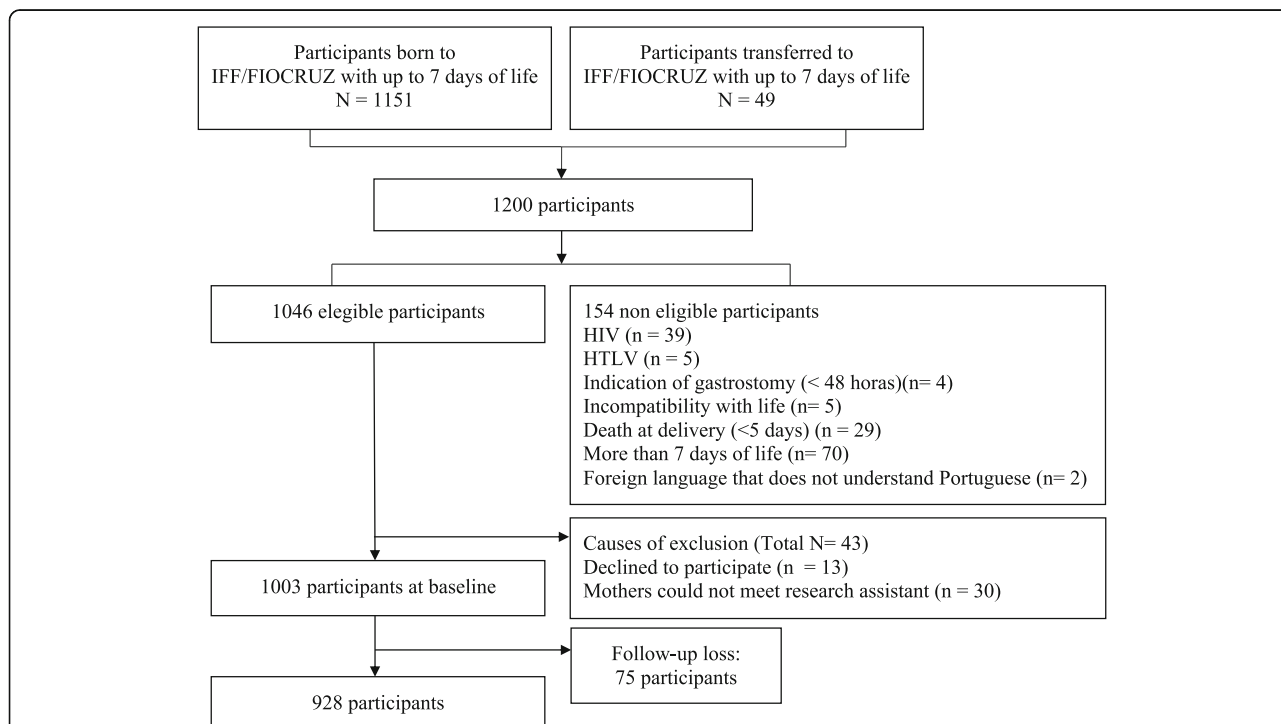 Participants born to
IFF/FIOCRUZ with up to 7 days of life
N = 1151
Participants transferred to
IFF/FIOCRUZ with up to 7 days of life
N = 49
1200 participants
1046 elegible participants
154 non eligible participants
HIV (n = 39)
HTLV (n = 5)
Indication of gastrostomy (< 48 horas)(n= 4)
Incompatibility with life (n= 5)
Death at delivery (<5 days) (n = 29)
More than 7 days of life (n= 70)
Foreign language that does not understand Portuguese (n= 2)
Causes of exclusion (Total N= 43)
Declined to participate (n = 13)
Mothers could not meet research assistant (n = 30)
1003 participants at baseline
Follow-up loss:
75 participants
928 participants